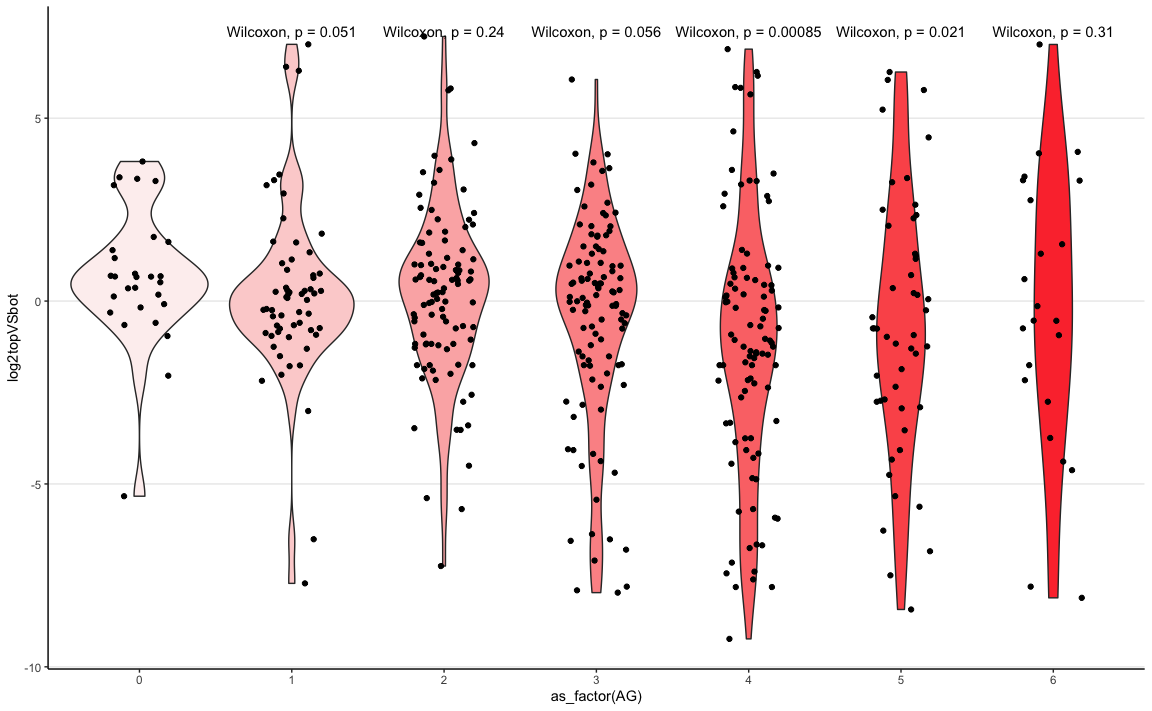 Wilcoxon, p = 0.051 Wilcoxon, p = 0.24 Wilcoxon, p = 0.056 Wilcoxon, p = 0.00085 Wilcoxon, p = 0.021 Wilcoxon, p = 0.31
5
0
-5
-10
log2topVSbot
0 1 2 3 4 5 6
as_factor(AG)